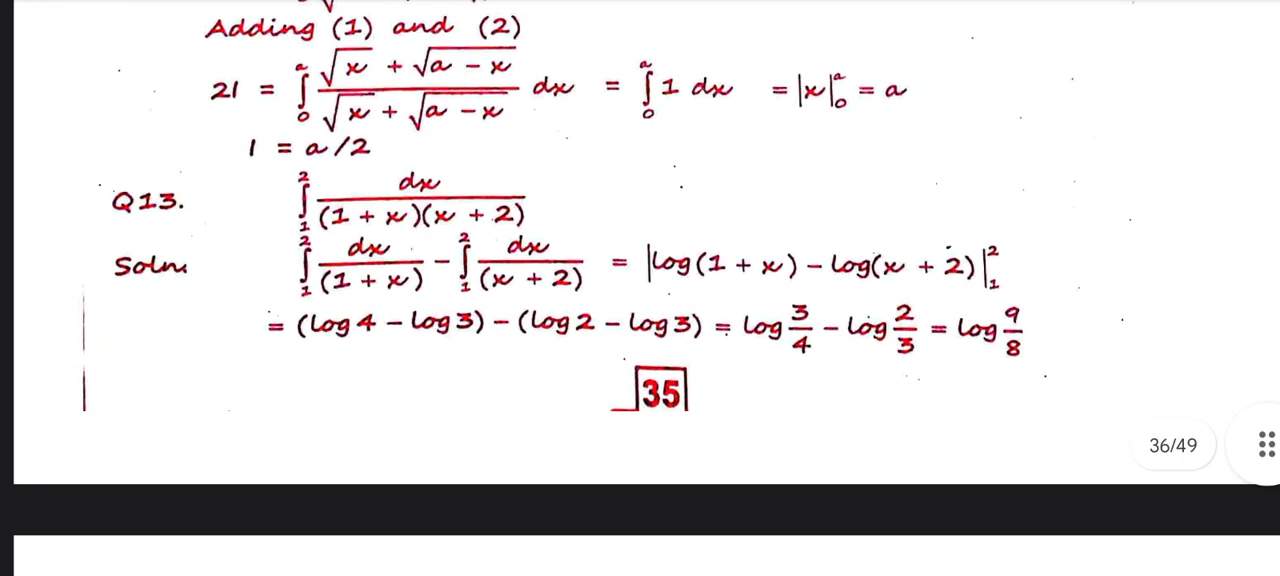 Adding (1) and (2)
2I = ∫₀ᵃ (√x + √a - x)/(√x + √a - x) dx = ∫₀ᵃ 1 dx = |x|₀ᵃ = a
I = a/2
Q13. ∫₁² dx/((1 + x)(x + 2))
Soln. ∫₁² dx/(1 + x) - ∫₁² dx/(x + 2) = |log(1 + x) - log(x + 2)|₁²
= (log 4 - log 3) - (log 2 - log 3) = log 3/4 - log 2/3 = log 9/8
35
36/49